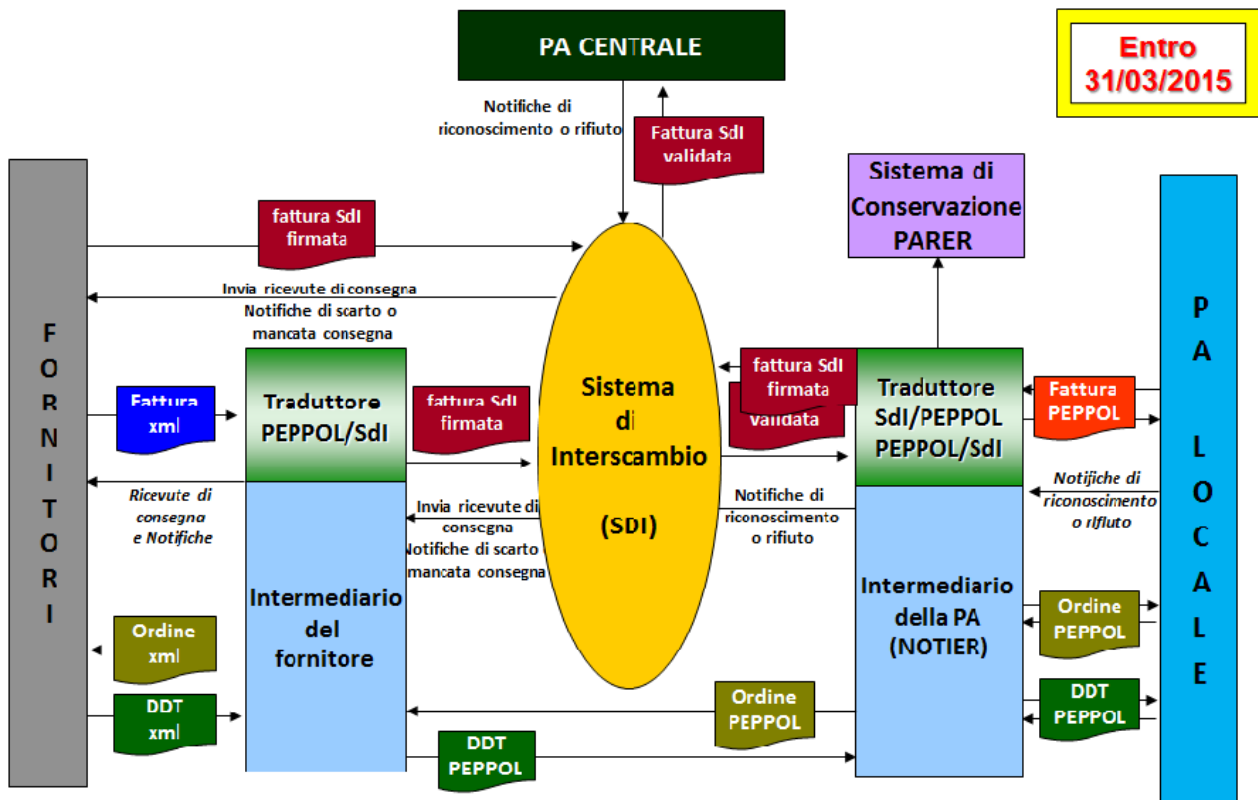 PA CENTRALE
Entro
31/03/2015
Notifiche di
riconoscimento o rifiuto
Fattura SdI
validata
Sistema di
Conservazione
PARER
fattura SdI
firmata
Invia ricevute di consegna
Notifiche di scarto o
mancata consegna
FORNITORI
Fattura
xml
Traduttore
PEPPOL/SdI
fattura SdI
firmata
Sistema
di
Interscambio
(SDI)
fattura SdI
firmata
validata
Traduttore
SdI/PEPPOL
PEPPOL/SdI
Fattura
PEPPOL
PA LOCALE
Ricevute di
consegna
e Notifiche
Invia ricevute di
consegna
Notifiche di scarto
mancata consegna
Notifiche di
riconoscimento
o rifiuto
Notifiche di
riconoscimento
o rifiuto
Intermediario
del
fornitore
Intermediario
della PA
(NOTIER)
Ordine
xml
Ordine
PEPPOL
DDT
xml
Ordine
PEPPOL
DDT
PEPPOL
DDT
PEPPOL